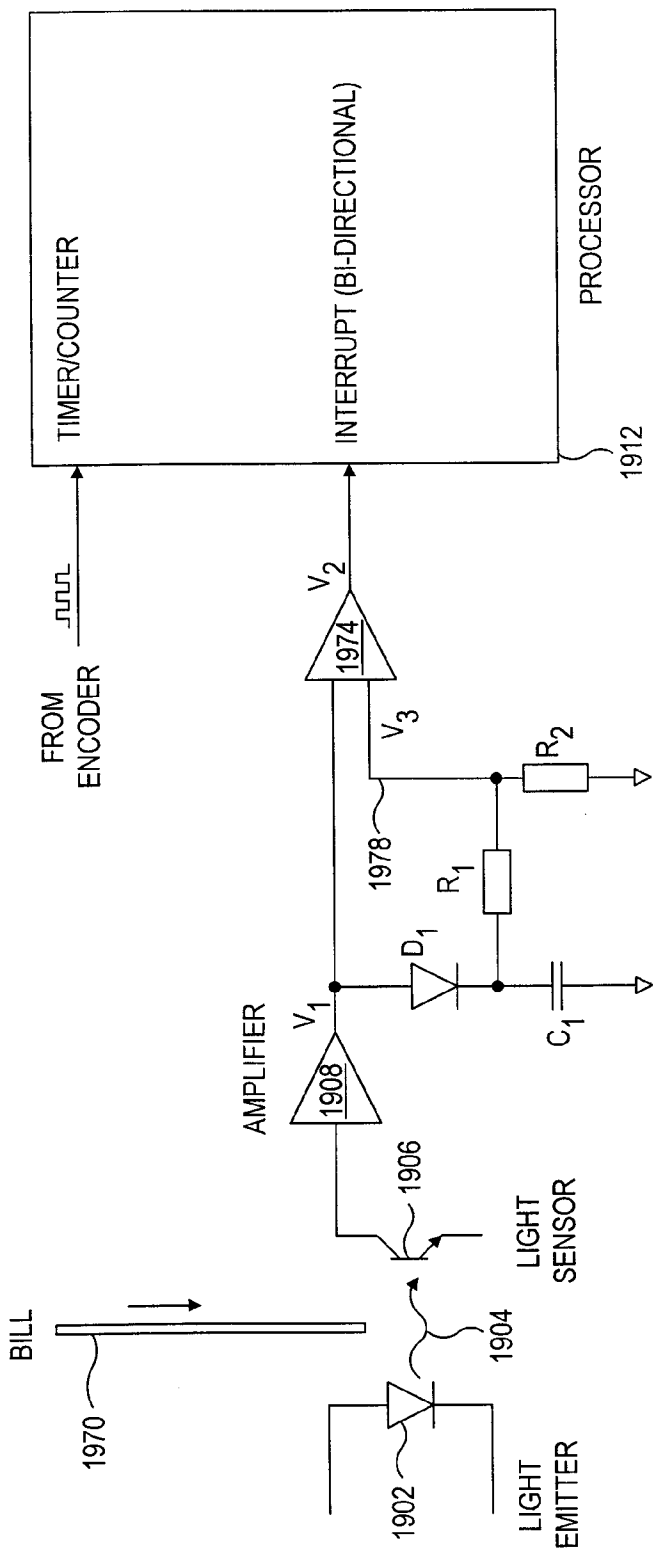 BILL
1970
LIGHT
EMITTER
1902
1904
LIGHT
SENSOR
1906
AMPLIFIER
1908
V1
D1
C1
R1
R2
1978
V3
1974
V2
FROM
ENCODER
TIMER/COUNTER
INTERRUPT (BI-DIRECTIONAL)
PROCESSOR
1912